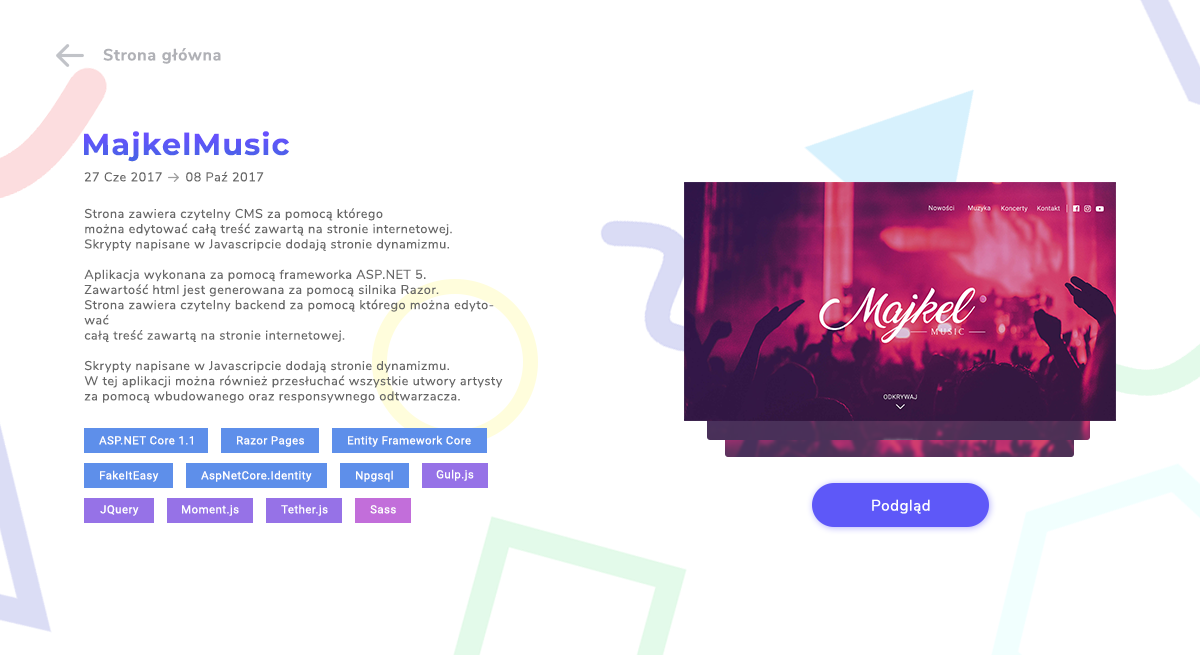 Strona główna
MajkelMusic
27 Cze 2017 → 08 Paź 2017
Strona zawiera czytelny CMS za pomocą którego
można edytować całą treść zawartą na stronie internetowej.
Skrypty napisane w Javascripcie dodają stronie dynamizmu.
Aplikacja wykonana za pomocą frameworka ASP.NET 5.
Zawartość html jest generowana za pomocą silnika Razor.
Strona zawiera czytelny backend za pomocą którego można edyto-
wać
całą treść zawartą na stronie internetowej.
Skrypty napisane w Javascripcie dodają stronie dynamizmu.
W tej aplikacji można również przesłuchać wszystkie utwory artysty
za pomocą wbudowanego oraz responsywnego odtwarzacza.
ASP.NET Core 1.1 Razor Pages Entity Framework Core
FakeItEasy AspNetCore.Identity Npgsql Gulp.js
JQuery Moment.js Tether.js Sass
Nowości Muzyka Koncerty Kontakt
Majkel
MUSIC
ODKRYWAJ
Podgląd